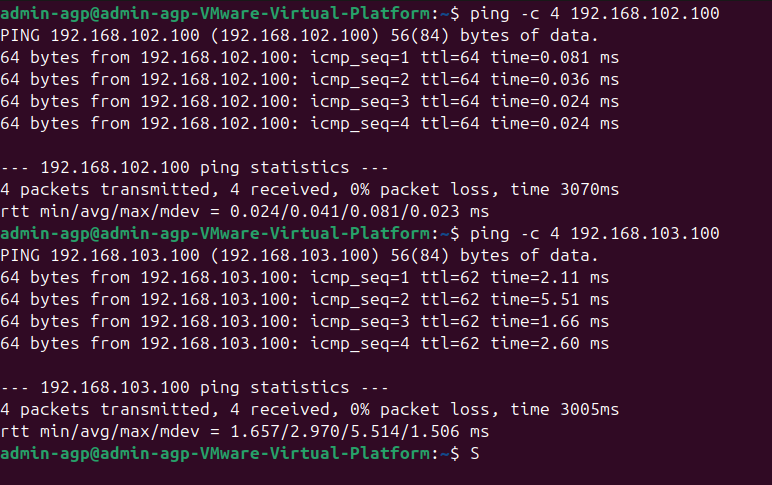 admin-agp@admin-agp-VMware-Virtual-Platform:~$ ping -c 4 192.168.102.100
PING 192.168.102.100 (192.168.102.100) 56(84) bytes of data.
64 bytes from 192.168.102.100: icmp_seq=1 ttl=64 time=0.081 ms
64 bytes from 192.168.102.100: icmp_seq=2 ttl=64 time=0.036 ms
64 bytes from 192.168.102.100: icmp_seq=3 ttl=64 time=0.024 ms
64 bytes from 192.168.102.100: icmp_seq=4 ttl=64 time=0.024 ms

--- 192.168.102.100 ping statistics ---
4 packets transmitted, 4 received, 0% packet loss, time 3070ms
rtt min/avg/max/mdev = 0.024/0.041/0.081/0.023 ms
admin-agp@admin-agp-VMware-Virtual-Platform:~$ ping -c 4 192.168.103.100
PING 192.168.103.100 (192.168.103.100) 56(84) bytes of data.
64 bytes from 192.168.103.100: icmp_seq=1 ttl=62 time=2.11 ms
64 bytes from 192.168.103.100: icmp_seq=2 ttl=62 time=5.51 ms
64 bytes from 192.168.103.100: icmp_seq=3 ttl=62 time=1.66 ms
64 bytes from 192.168.103.100: icmp_seq=4 ttl=62 time=2.60 ms

--- 192.168.103.100 ping statistics ---
4 packets transmitted, 4 received, 0% packet loss, time 3005ms
rtt min/avg/max/mdev = 1.657/2.970/5.514/1.506 ms
admin-agp@admin-agp-VMware-Virtual-Platform:~$ S